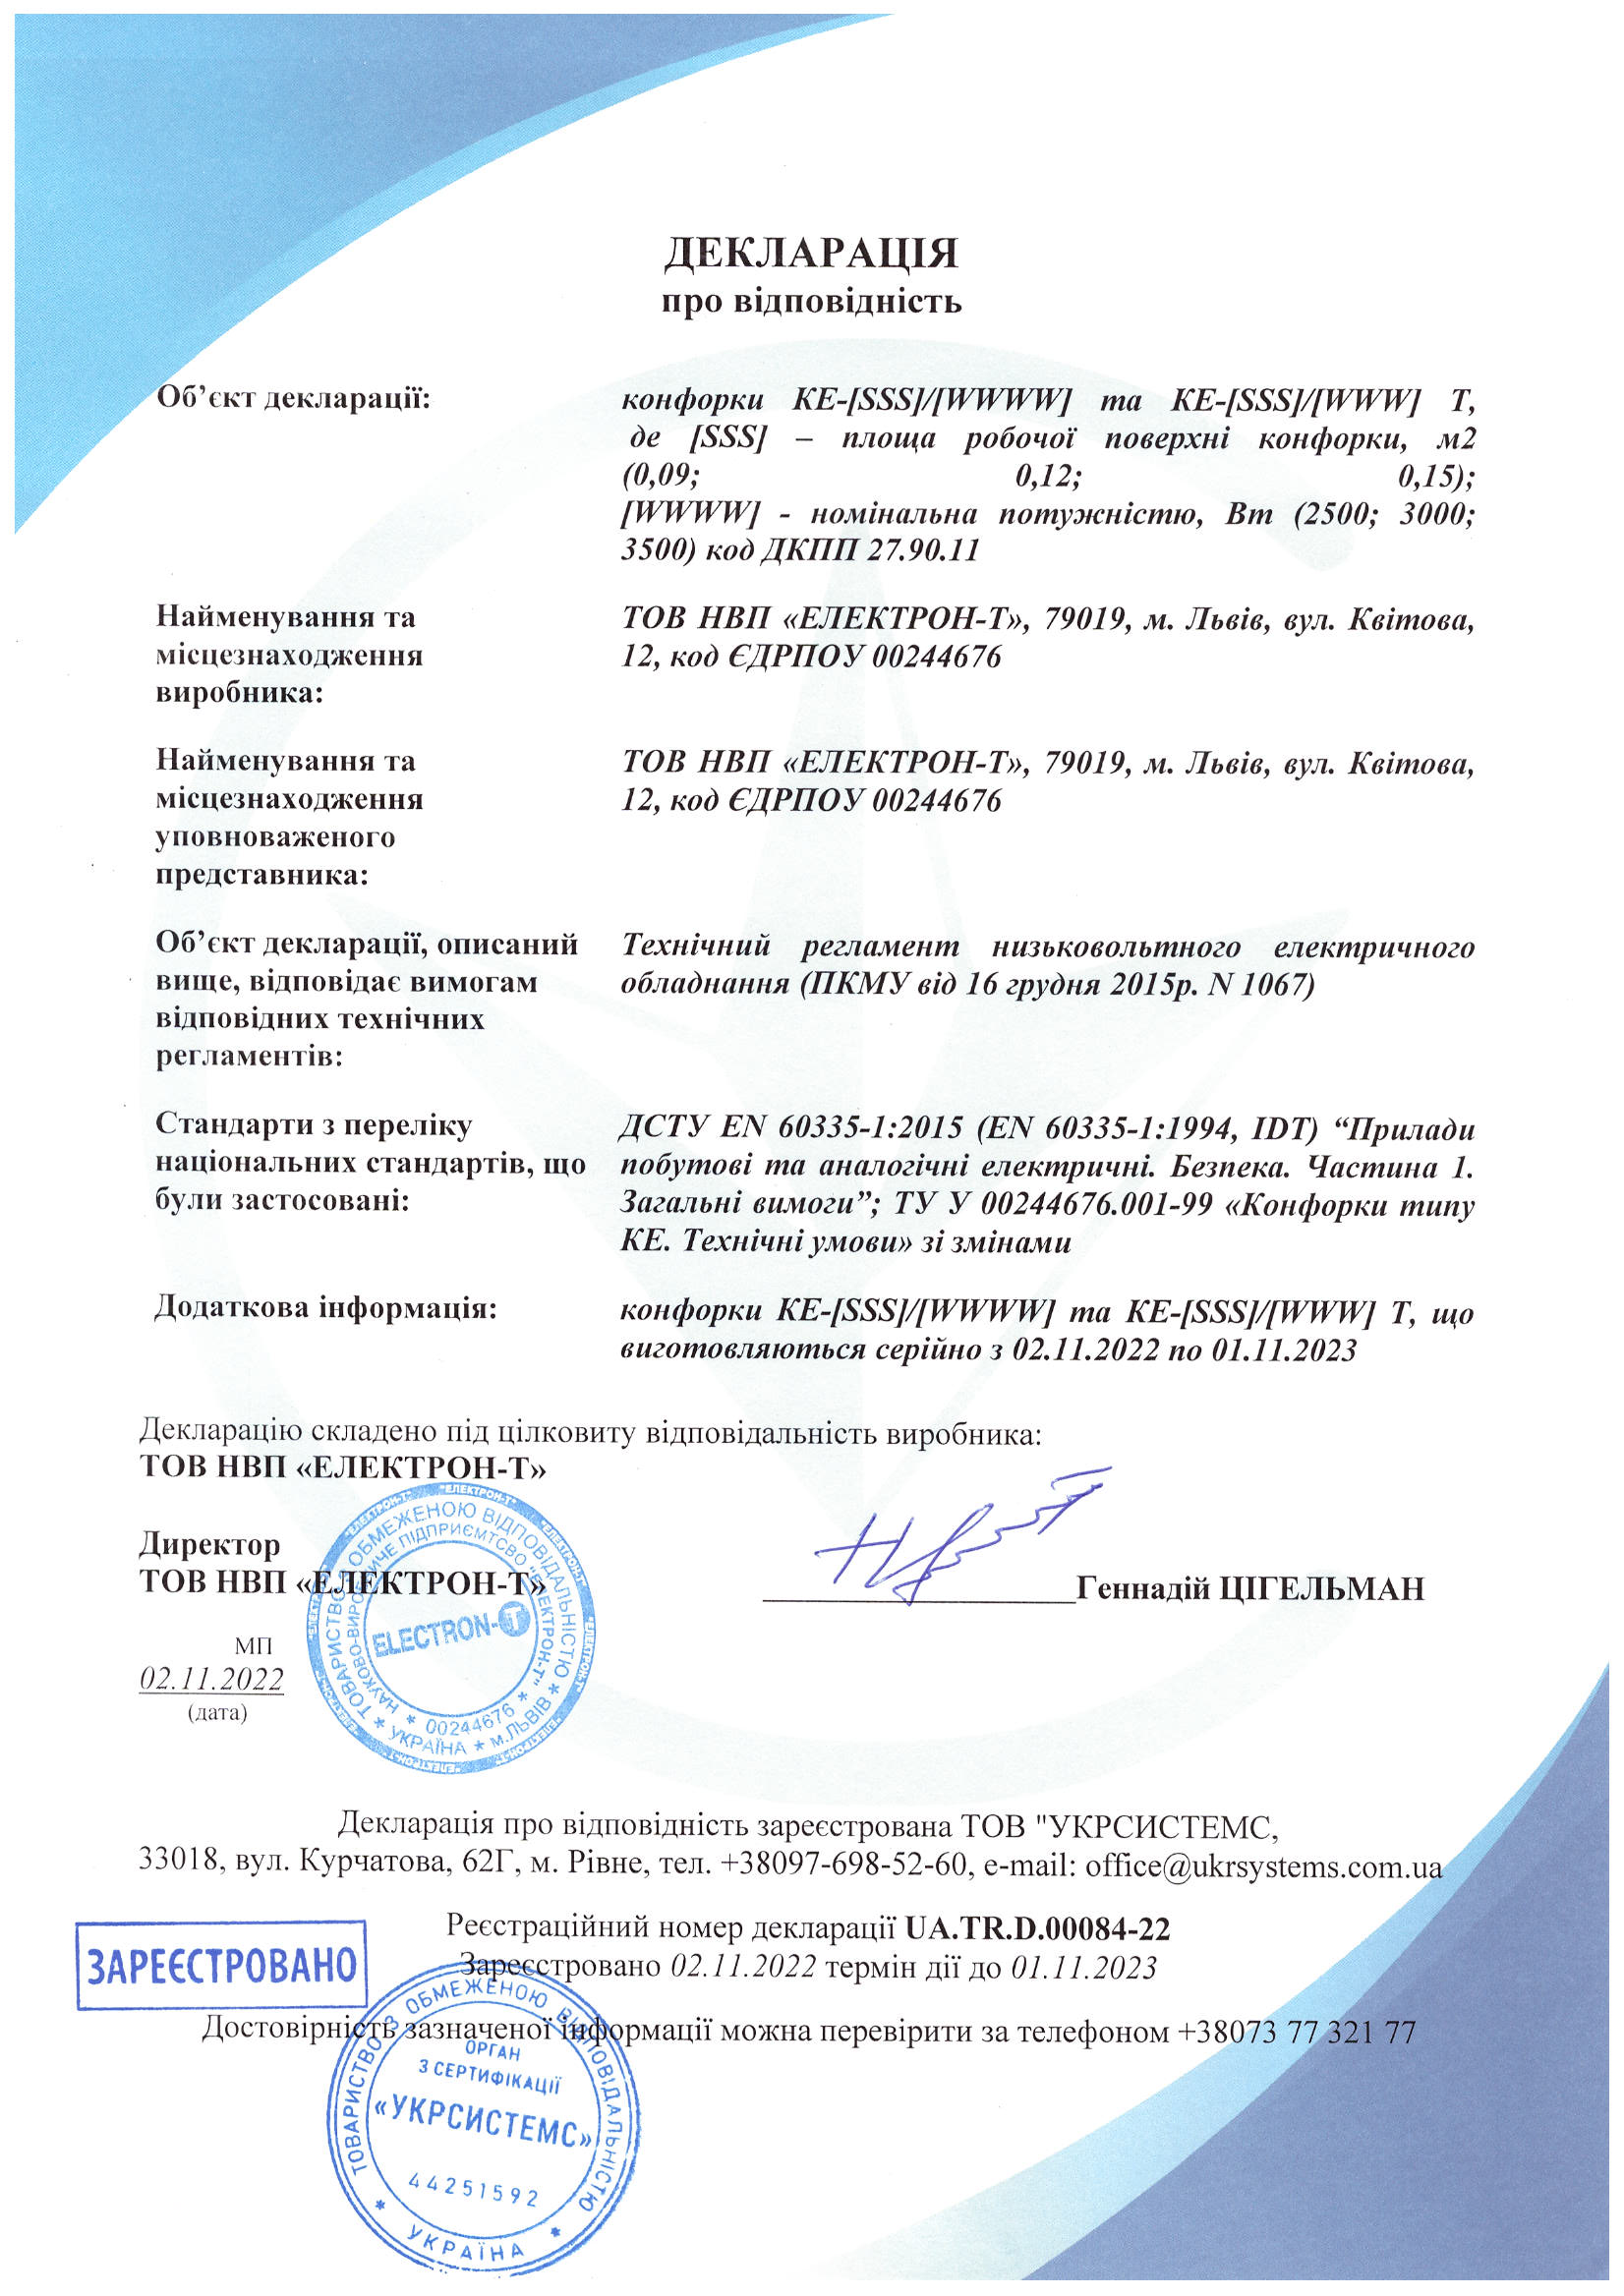 ДЕКЛАРАЦІЯ
про відповідність
Об’єкт декларації:
конфорки КЕ-[SSS]/[WWWW] та КЕ-[SSS]/[WWW] Т,
де [SSS] – площа робочої поверхні конфорки, м2
(0,09; 0,12; 0,15);
[WWWW] - номінальна потужністю, Вт (2500; 3000;
3500) код ДКПП 27.90.11
Найменування та
місцезнаходження
виробника:
ТОВ НВП «ЕЛЕКТРОН-Т», 79019, м. Львів, вул. Квітова,
12, код ЄДРПОУ 00244676
Найменування та
місцезнаходження
уповноваженого
представника:
ТОВ НВП «ЕЛЕКТРОН-Т», 79019, м. Львів, вул. Квітова,
12, код ЄДРПОУ 00244676
Об’єкт декларації, описаний
вище, відповідає вимогам
відповідних технічних
регламентів:
Технічний регламент низьковольтного електричного
обладнання (ПКМУ від 16 грудня 2015р. N 1067)
Стандарти з переліку
національних стандартів, що
були застосовані:
ДСТУ EN 60335-1:2015 (EN 60335-1:1994, IDT) “Прилади
побутові та аналогічні електричні. Безпека. Частина 1.
Загальні вимоги”; ТУ У 00244676.001-99 «Конфорки типу
КЕ. Технічні умови» зі змінами
Додаткова інформація:
конфорки КЕ-[SSS]/[WWWW] та КЕ-[SSS]/[WWW] Т, що
виготовляються серійно з 02.11.2022 по 01.11.2023
Декларацію складено під цілковиту відповідальність виробника:
ТОВ НВП «ЕЛЕКТРОН-Т»
Директор
ТОВ НВП «ЕЛЕКТРОН-Т»
Геннадій ЦІГЕЛЬМАН
МП
02.11.2022
(дата)
ТОВАРИСТВО З ОБМЕЖЕНОЮ ВІДПОВІДАЛЬНІСТЮ
НАУКОВО-ВИРОБНИЧЕ ПІДПРИЄМТСВО "ЕЛЕКТРОН-Т"
ELECTRON-T
* 00244676 *
* УКРАЇНА * м.ЛЬВІВ *
Декларація про відповідність зареєстрована ТОВ "УКРСИСТЕМС,
33018, вул. Курчатова, 62Г, м. Рівне, тел. +38097-698-52-60, e-mail: office@ukrsystems.com.ua
Реєстраційний номер декларації UA.TR.D.00084-22
ЗАРЕЄСТРОВАНО
Зареєстровано 02.11.2022 термін дії до 01.11.2023
Достовірність зазначеної інформації можна перевірити за телефоном +38073 77 321 77
ТОВАРИСТВО З ОБМЕЖЕНОЮ ВІДПОВІДАЛЬНІСТЮ
ОРГАН
З СЕРТИФІКАЦІЇ
«УКРСИСТЕМС»
44251592
* УКРАЇНА *